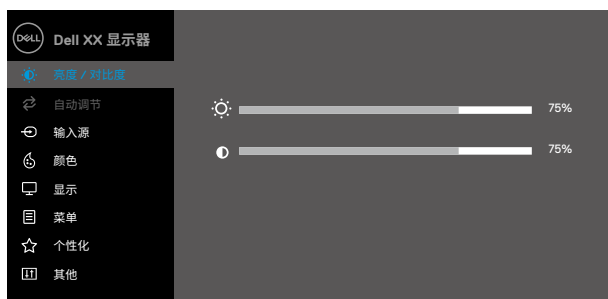 DELL Dell XX 显示器
亮度 / 对比度
自动调节
75%
输入源
75%
颜色
显示
菜单
个性化
其他